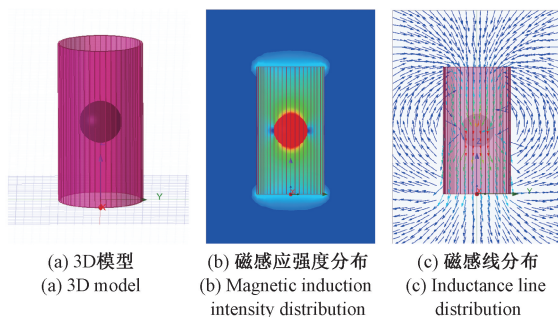 Y
X
Y
(a) 3D模型
(a) 3D model
(b) 磁感应强度分布
(b) Magnetic induction
intensity distribution
(c) 磁感线分布
(c) Inductance line
distribution